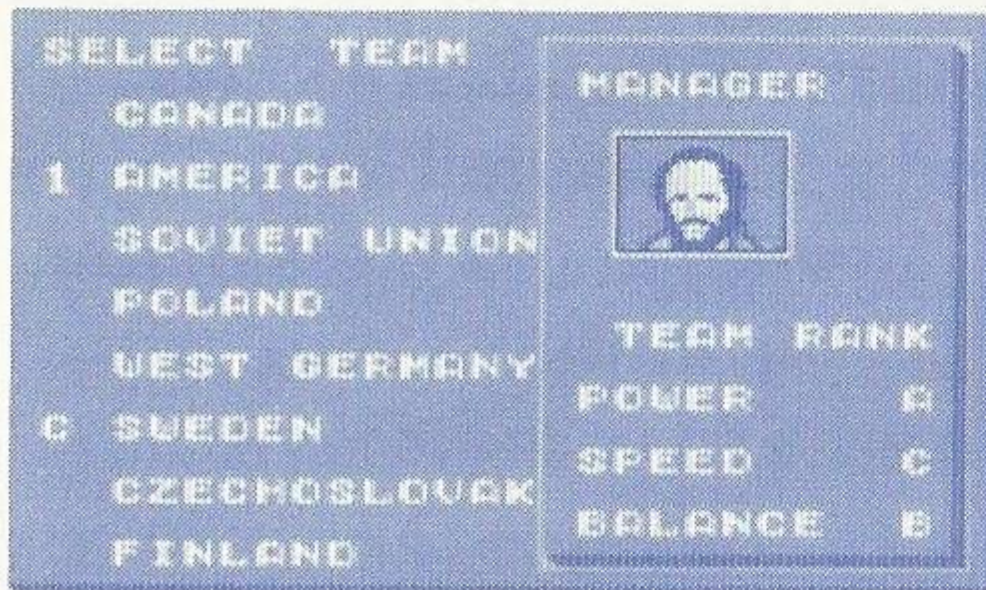 SELECT TEAM
CANADA
1 AMERICA
SOVIET UNION
POLAND
WEST GERMANY
C SWEDEN
CZECHOSLOVAK
FINLAND
MANAGER
TEAM RANK
POWER A
SPEED C
BALANCE B